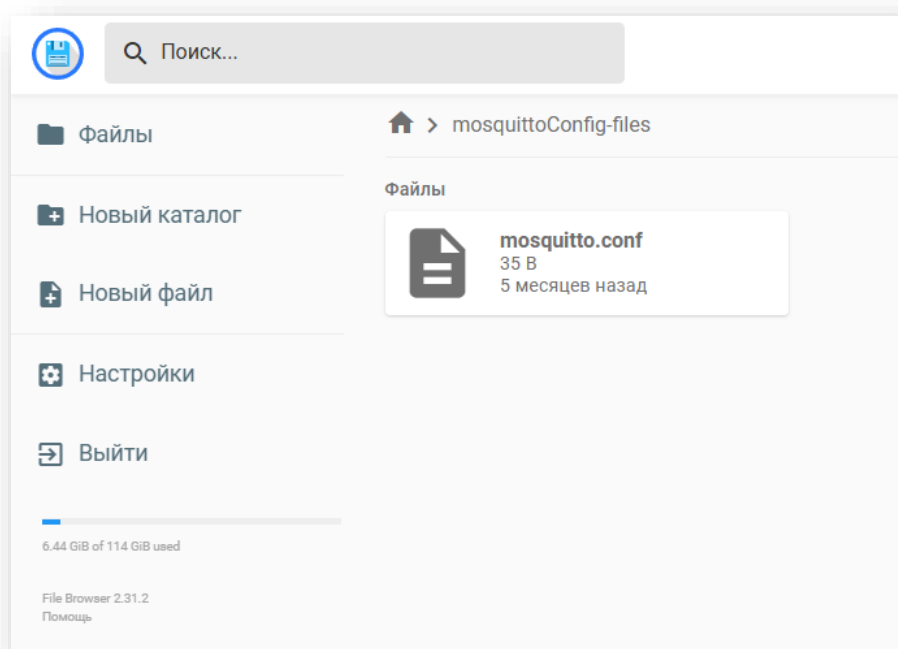 Поиск...
Файлы
Новый каталог
Новый файл
Настройки
Выйти
6.44 GiB of 114 GiB used
File Browser 2.31.2
Помощь
mosquittoConfig-files
Файлы
mosquitto.conf
35 B
5 месяцев назад